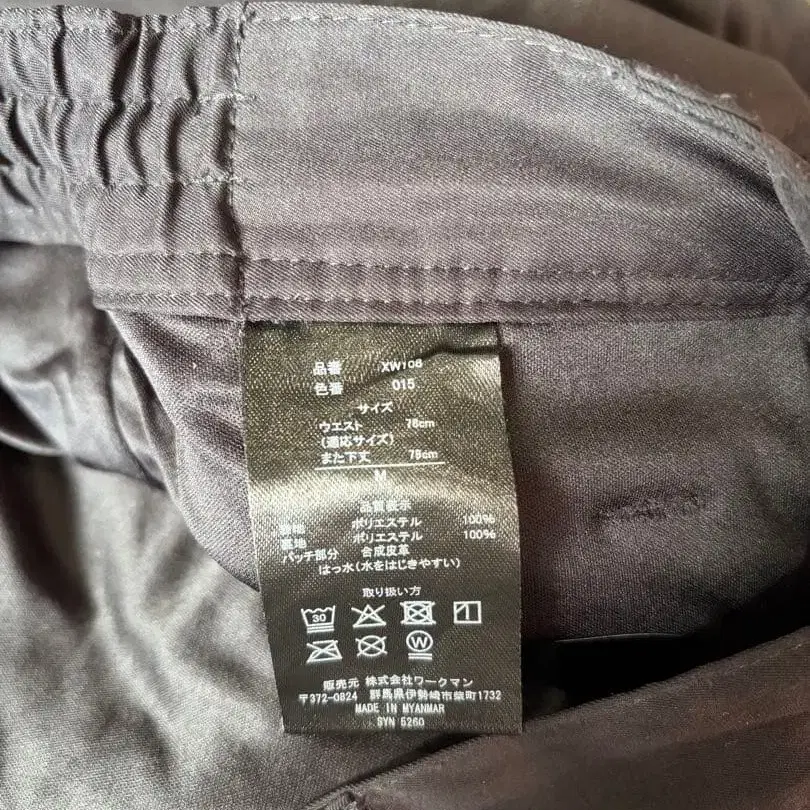 品番 XW108
色番 015
サイズ
ウエスト 76cm
(適応サイズ)
また下丈 78cm
M
品質表示
ポリエステル 100%
裏地 ポリエステル 100%
パッチ部分 合成皮革
はっ水(水をはじきやすい)
取り扱い方
30
W
販売元 株式会社ワークマン
〒372-0824 群馬県伊勢崎市柴町1732
MADE IN MYANMAR
SYN 5260